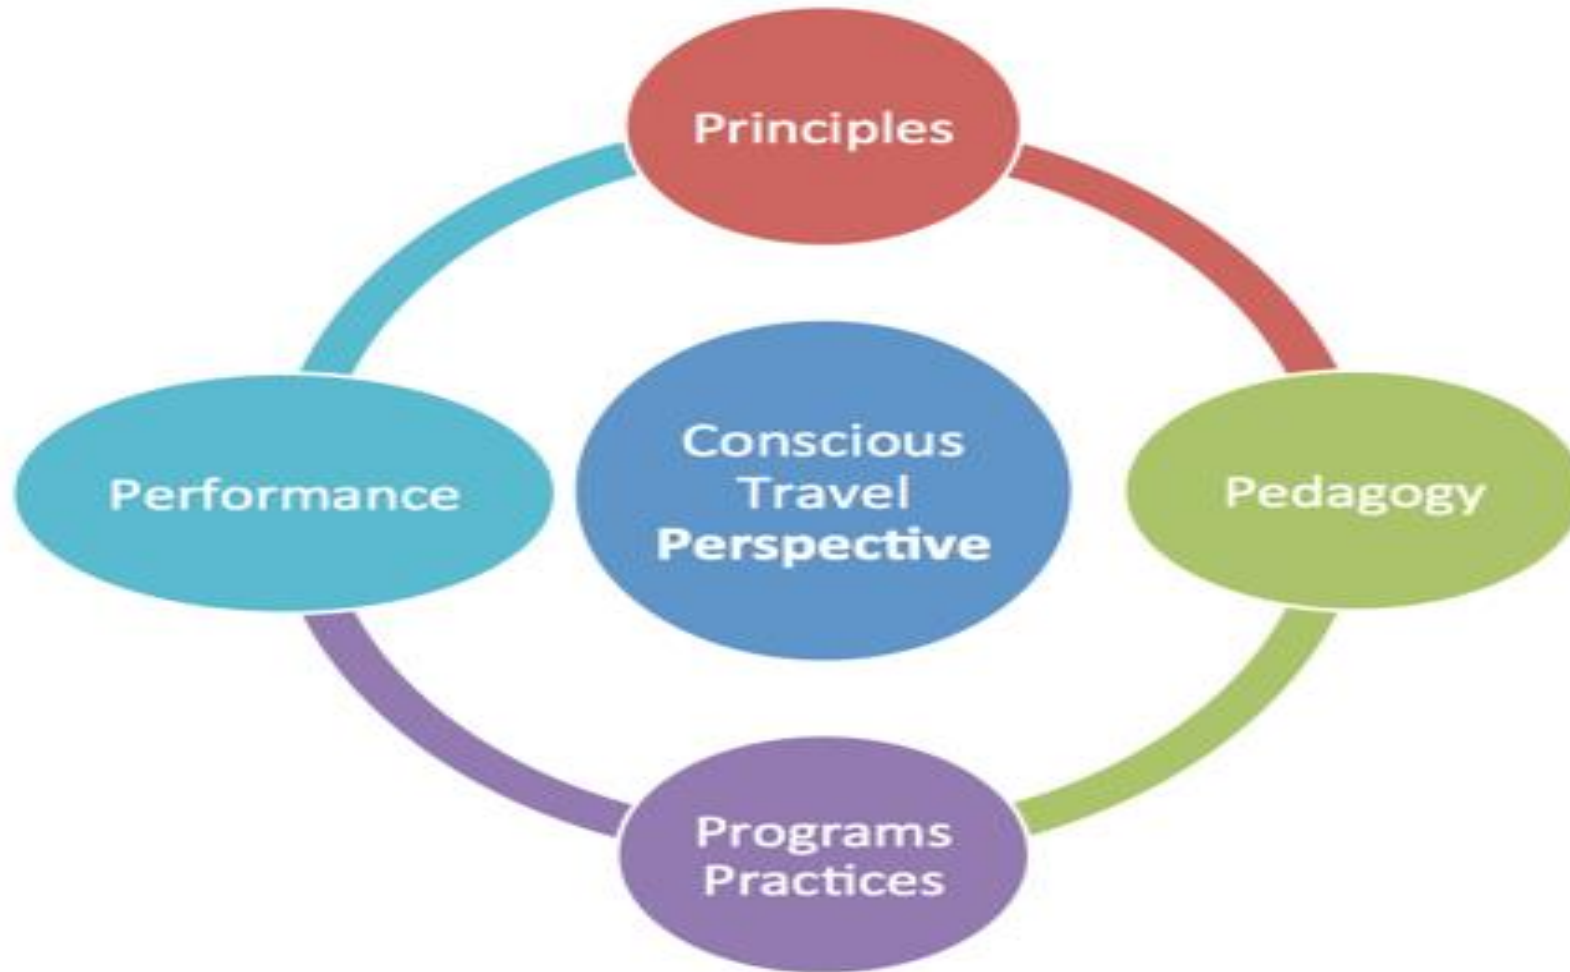 Principles
Performance
Conscious
Travel
Perspective
Pedagogy
Programs
Practices